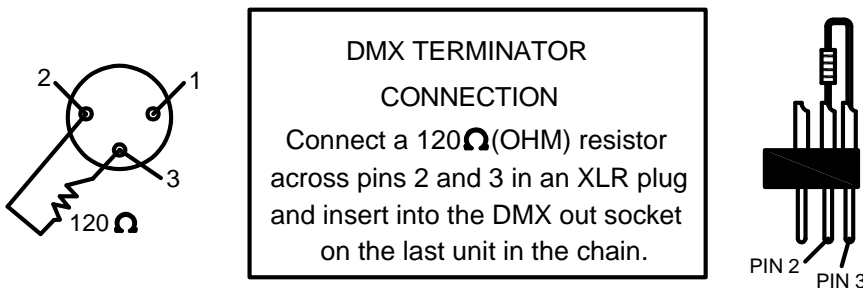 2
1
3
120 Ω
DMX TERMINATOR
CONNECTION
Connect a 120Ω(OHM) resistor
across pins 2 and 3 in an XLR plug
and insert into the DMX out socket
on the last unit in the chain.
PIN 2
PIN 3